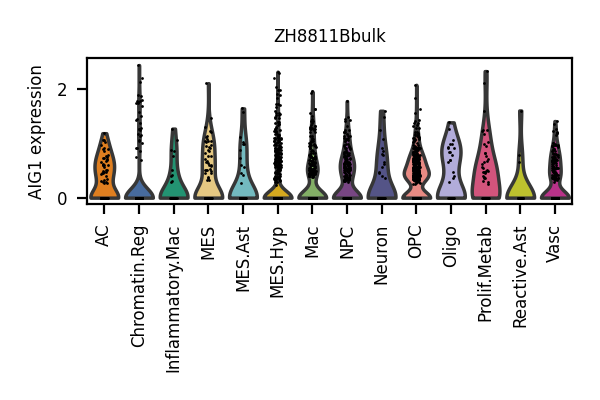 ZH8811Bbulk
AIG1 expression
2
0
AC
Chromatin.Reg
Inflammatory.Mac
MES
MES.Ast
MES.Hyp
Mac
NPC
Neuron
OPC
Oligo
Prolif.Metab
Reactive.Ast
Vasc